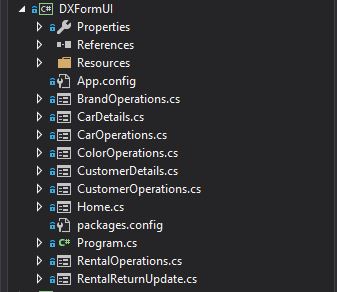 C# DXFormUI
Properties
References
Resources
App.config
BrandOperations.cs
CarDetails.cs
CarOperations.cs
ColorOperations.cs
CustomerDetails.cs
CustomerOperations.cs
Home.cs
packages.config
C# Program.cs
RentalOperations.cs
RentalReturnUpdate.cs